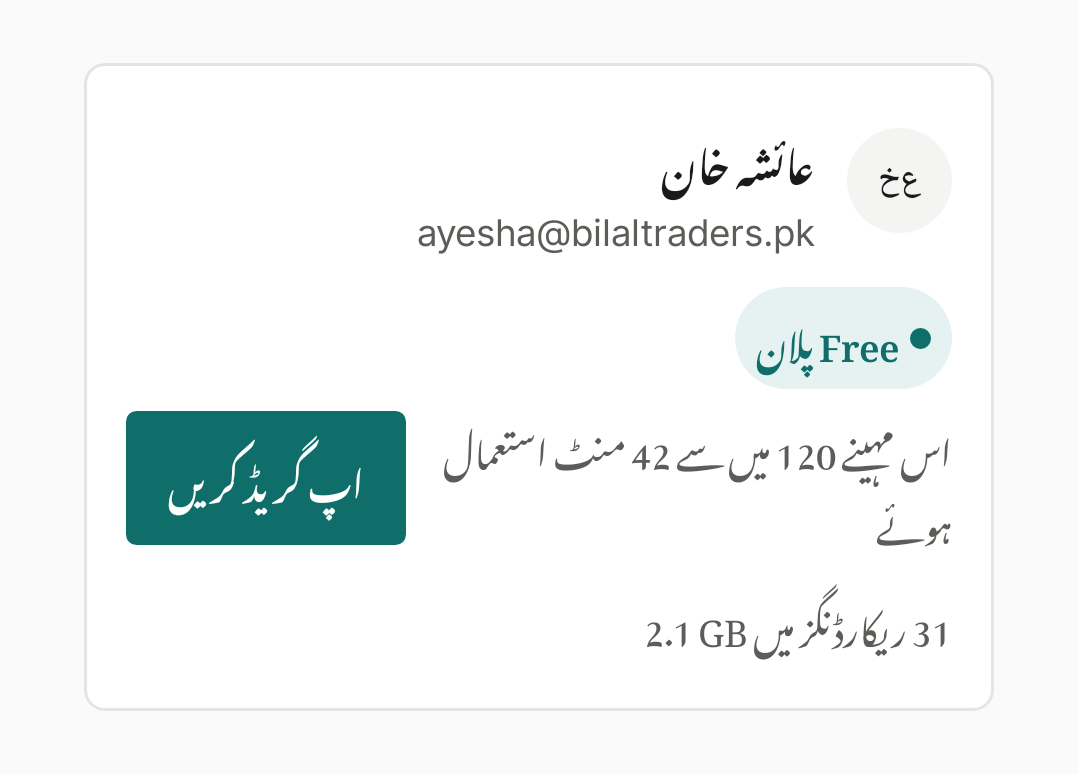 عخ
عائشہ خان
ayesha@bilaltraders.pk
Free پلان
اس مہینے 120 میں سے 42 منٹ استعمال
ہوئے
اپ گریڈ کریں
31 ریکارڈنگز میں 2.1 GB